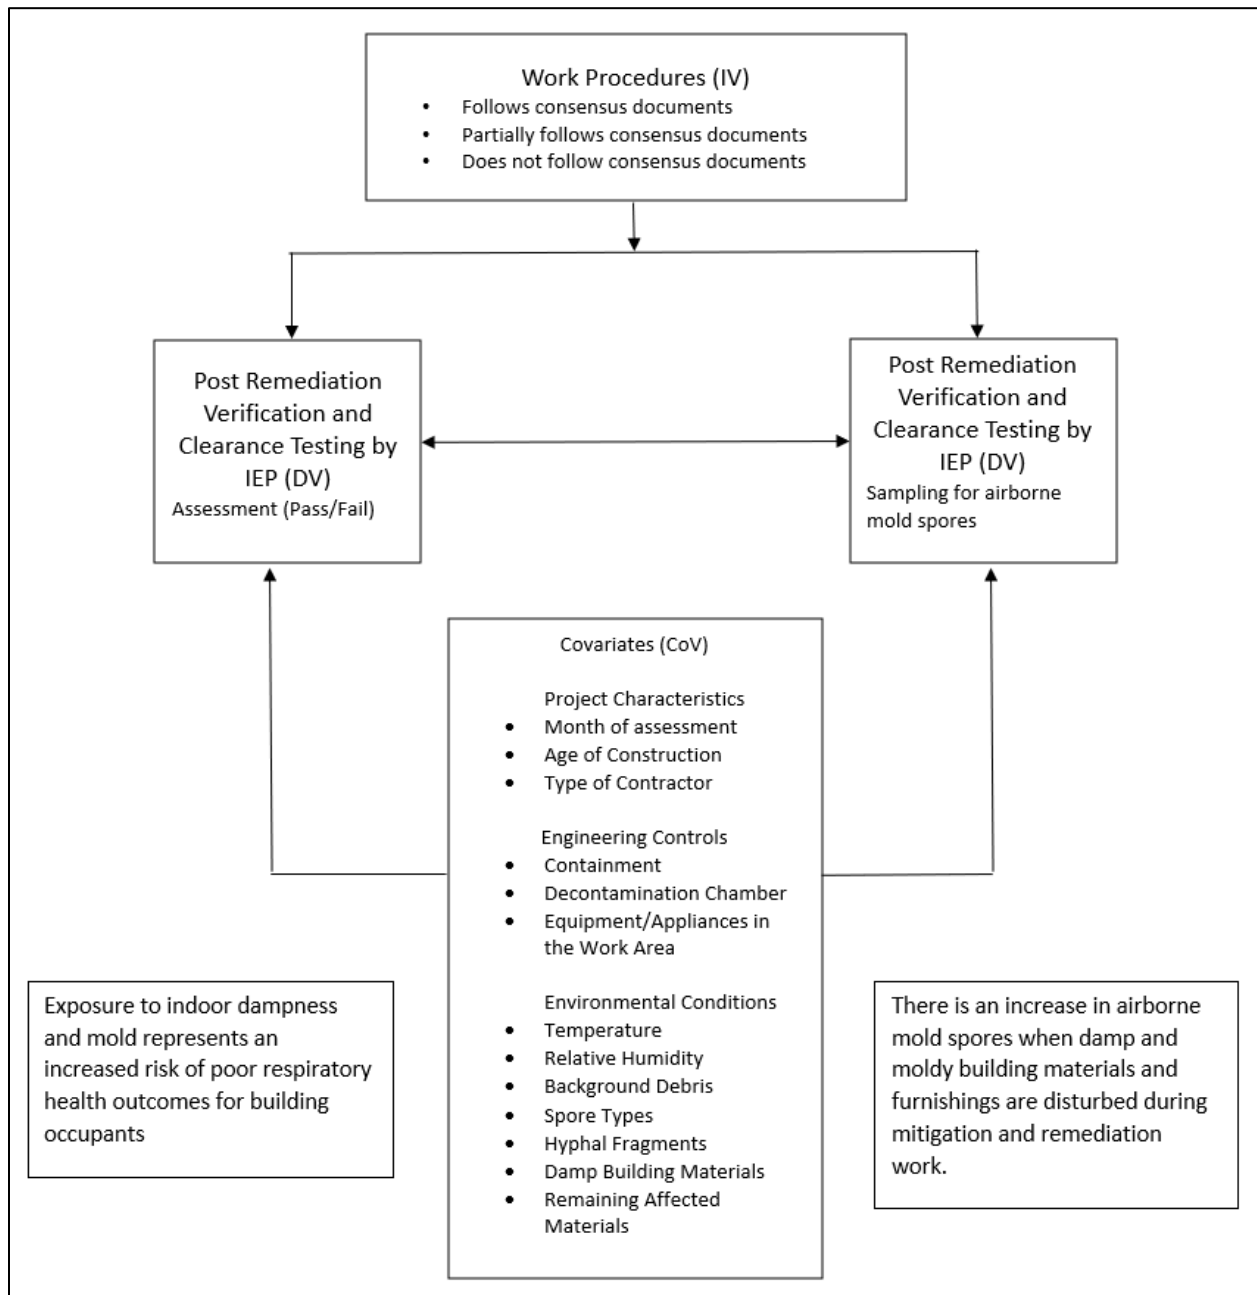 Work Procedures (IV)
• Follows consensus documents
• Partially follows consensus documents
• Does not follow consensus documents
Post Remediation
Verification and
Clearance Testing by
IEP (DV)
Assessment (Pass/Fail)
Post Remediation
Verification and
Clearance Testing by
IEP (DV)
Sampling for airborne
mold spores
Covariates (CoV)
Project Characteristics
• Month of assessment
• Age of Construction
• Type of Contractor
Engineering Controls
• Containment
• Decontamination Chamber
• Equipment/Appliances in
the Work Area
Environmental Conditions
• Temperature
• Relative Humidity
• Background Debris
• Spore Types
• Hyphal Fragments
• Damp Building Materials
• Remaining Affected
Materials
Exposure to indoor dampness
and mold represents an
increased risk of poor respiratory
health outcomes for building
occupants
There is an increase in airborne
mold spores when damp and
moldy building materials and
furnishings are disturbed during
mitigation and remediation
work.